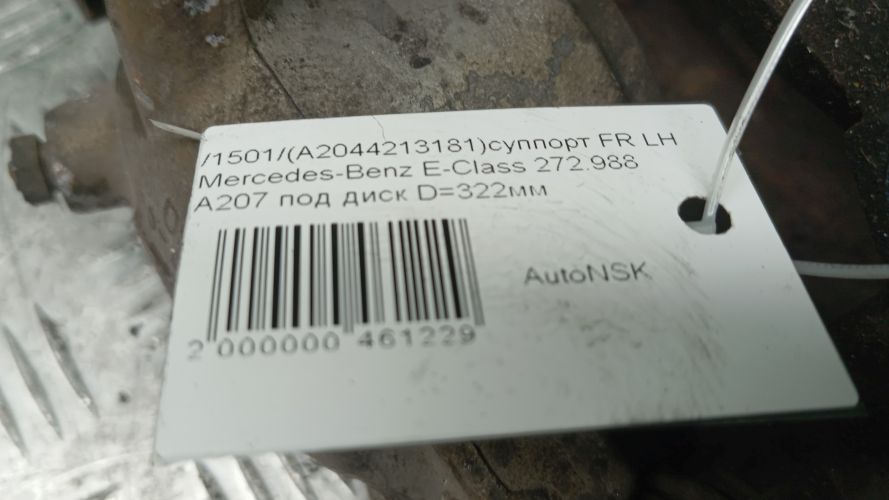 /1501/(A2044213181)суппорт FR LH
Mercedes-Benz E-Class 272.988
A207 под диск D=322мм
AutoNSK
2 000000 461229